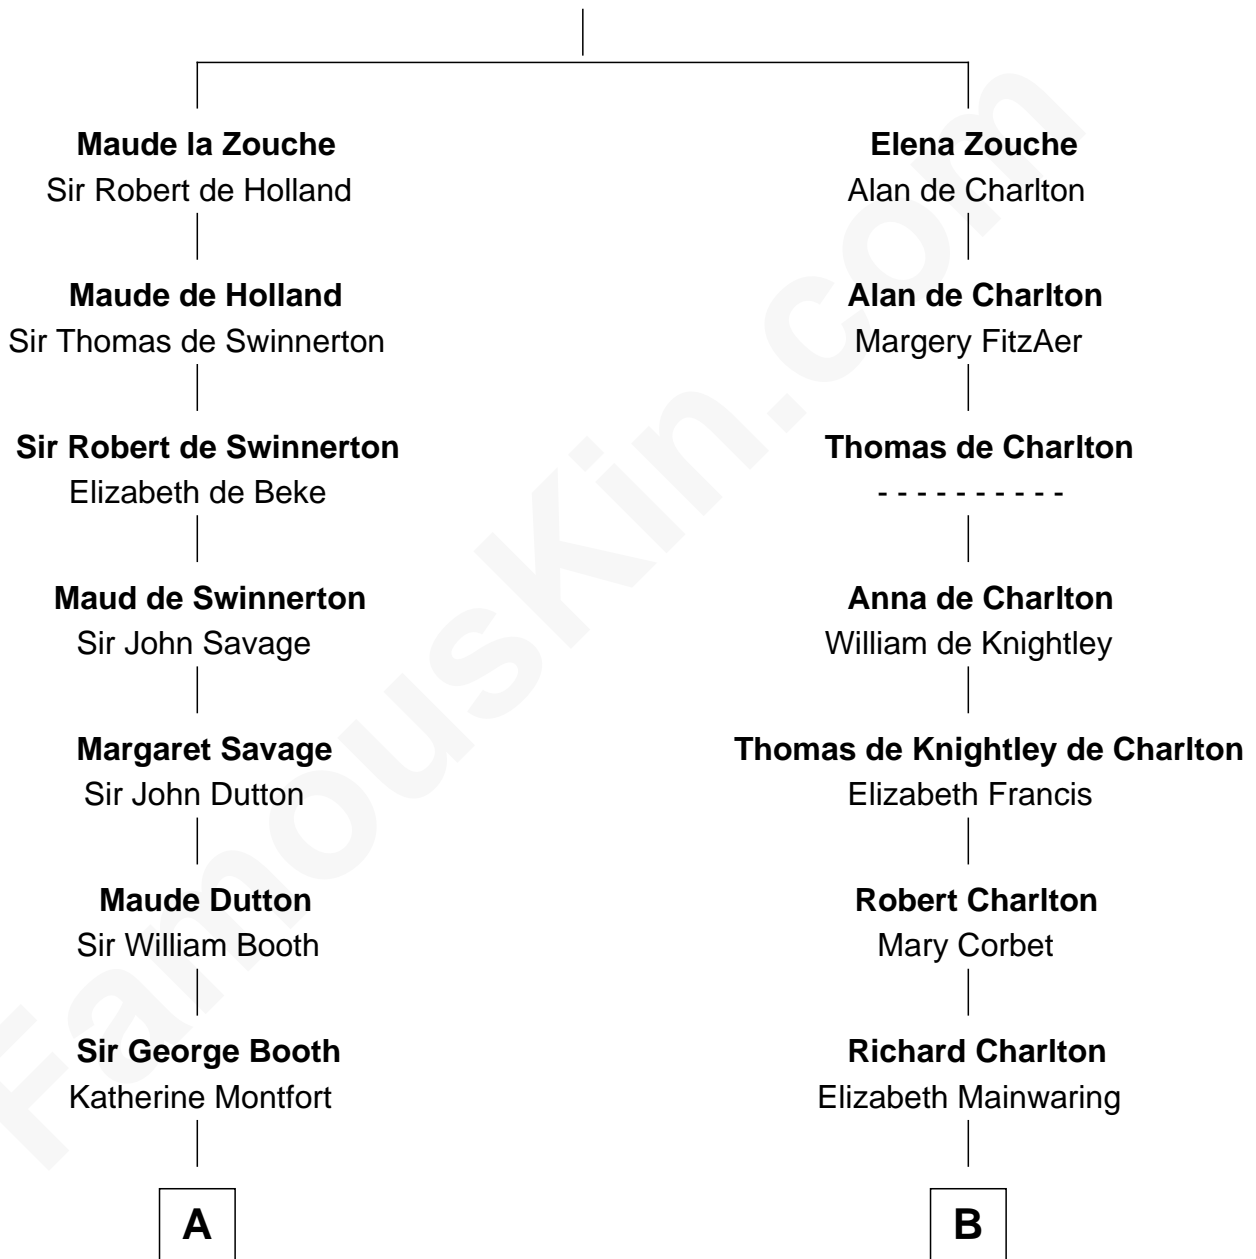 Maude la Zouche
Sir Robert de Holland
Maude de Holland
Sir Thomas de Swinnerton
Sir Robert de Swinnerton
Elizabeth de Beke
Maud de Swinnerton
Sir John Savage
Margaret Savage
Sir John Dutton
Maude Dutton
Sir William Booth
Sir George Booth
Katherine Montfort
A
Elena Zouche
Alan de Charlton
Alan de Charlton
Margery FitzAer
Thomas de Charlton
- - - - - - - - - -
Anna de Charlton
William de Knightley
Thomas de Knightley de Charlton
Elizabeth Francis
Robert Charlton
Mary Corbet
Richard Charlton
Elizabeth Mainwaring
B
FamousKin.com